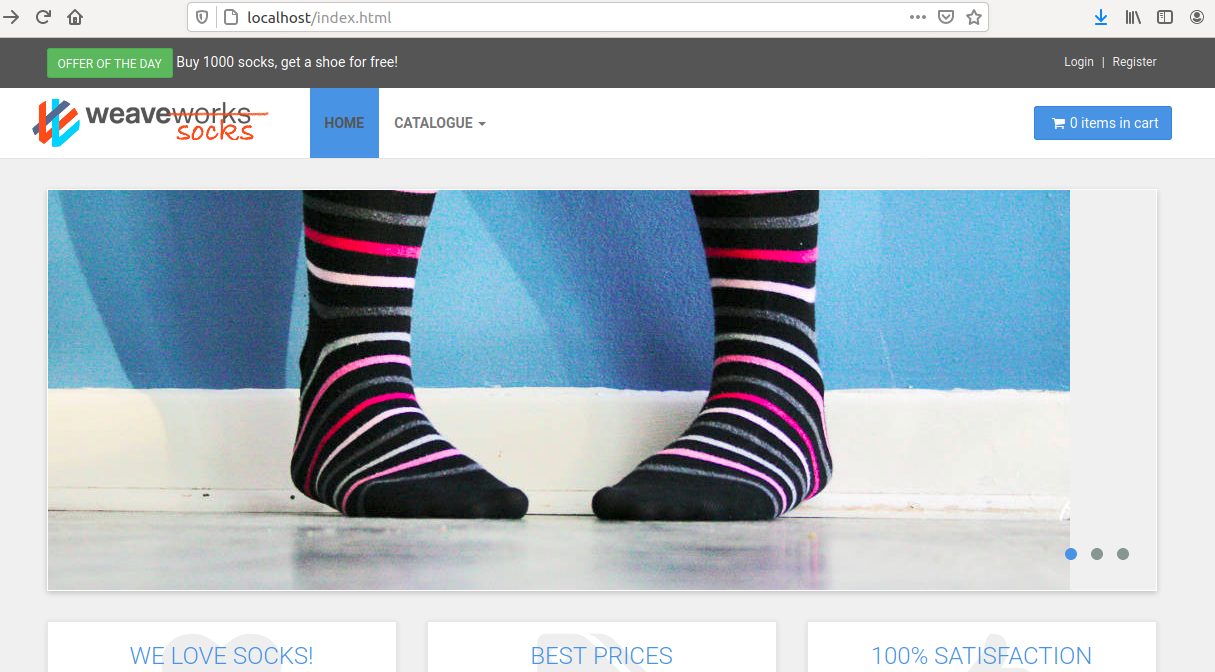 localhost/index.html
OFFER OF THE DAY Buy 1000 socks, get a shoe for free!
Login | Register
weaveworks
socks
HOME
CATALOGUE
0 items in cart
WE LOVE SOCKS!
BEST PRICES
100% SATISFACTION